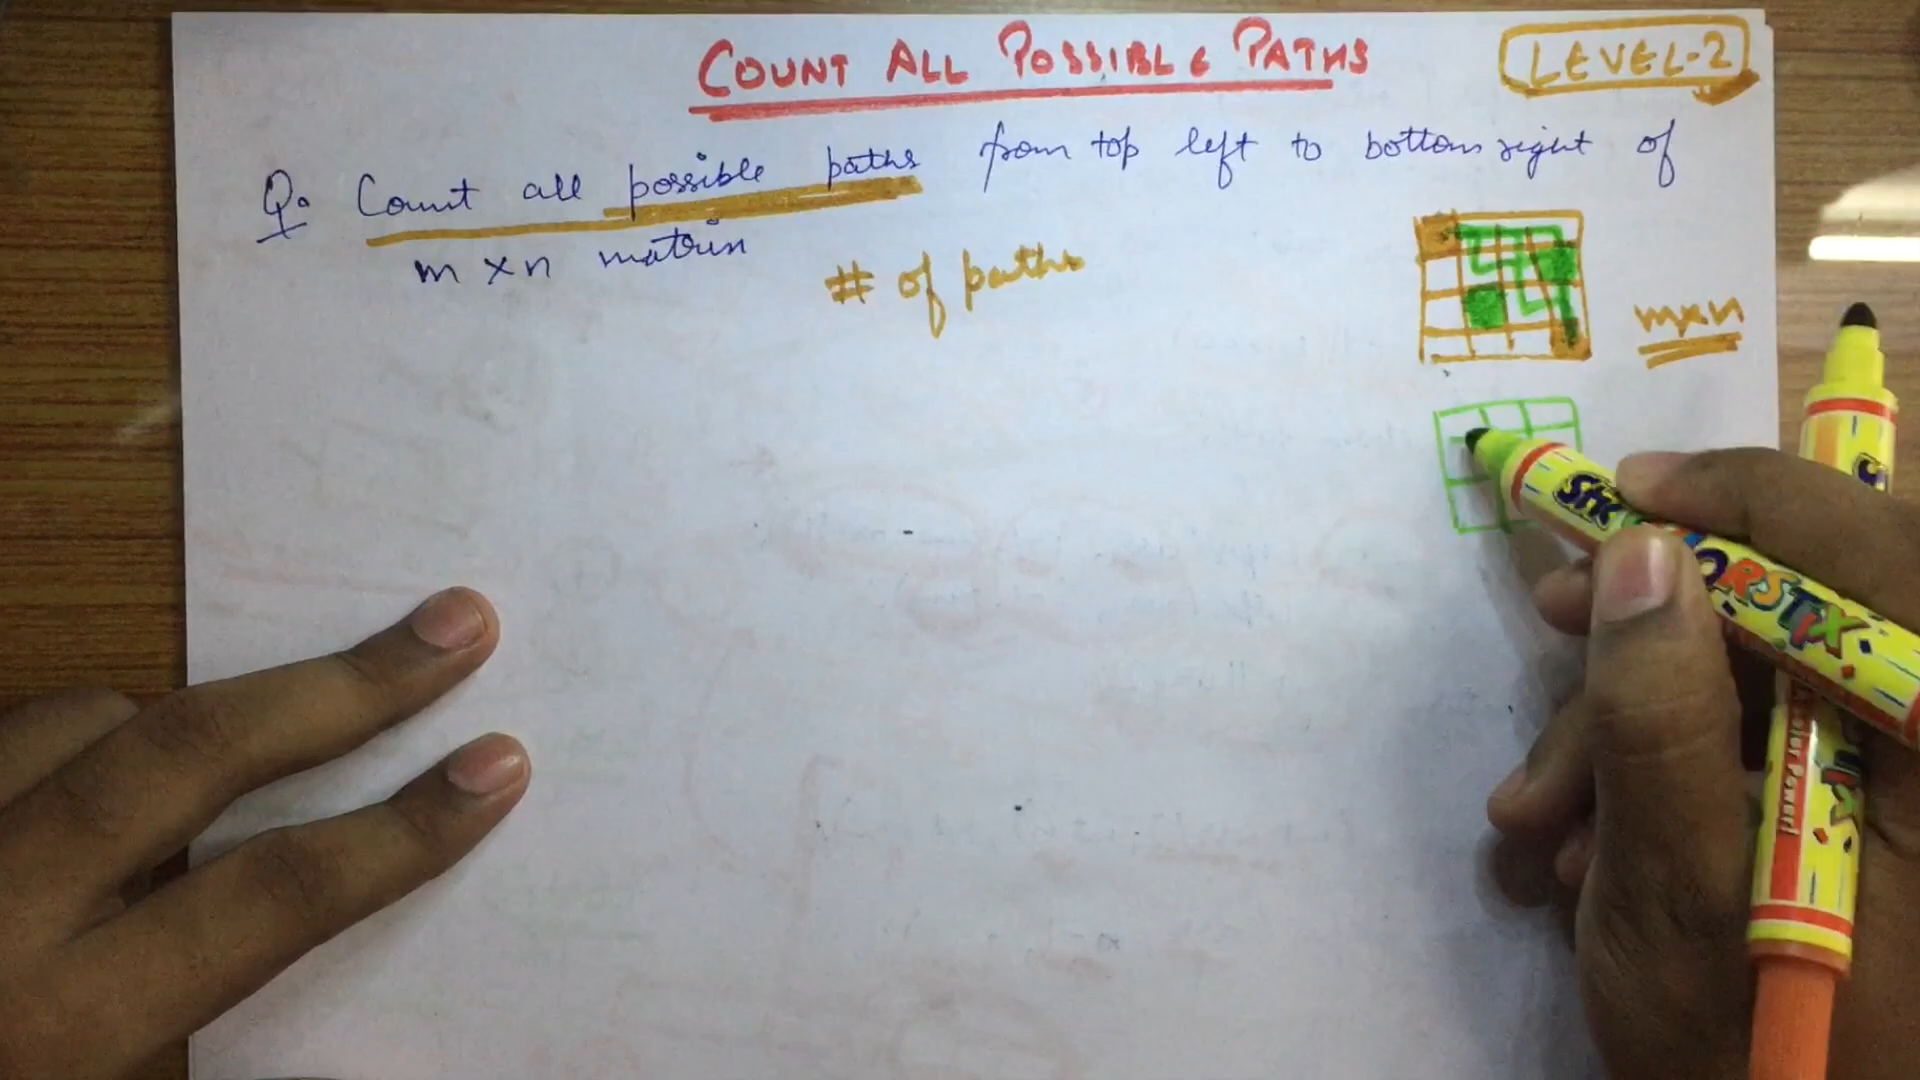 COUNT ALL POSSIBLE PATHS
LEVEL-2
Q. Count all possible paths from top left to bottom right of
m x n matrix
# of paths
mxn